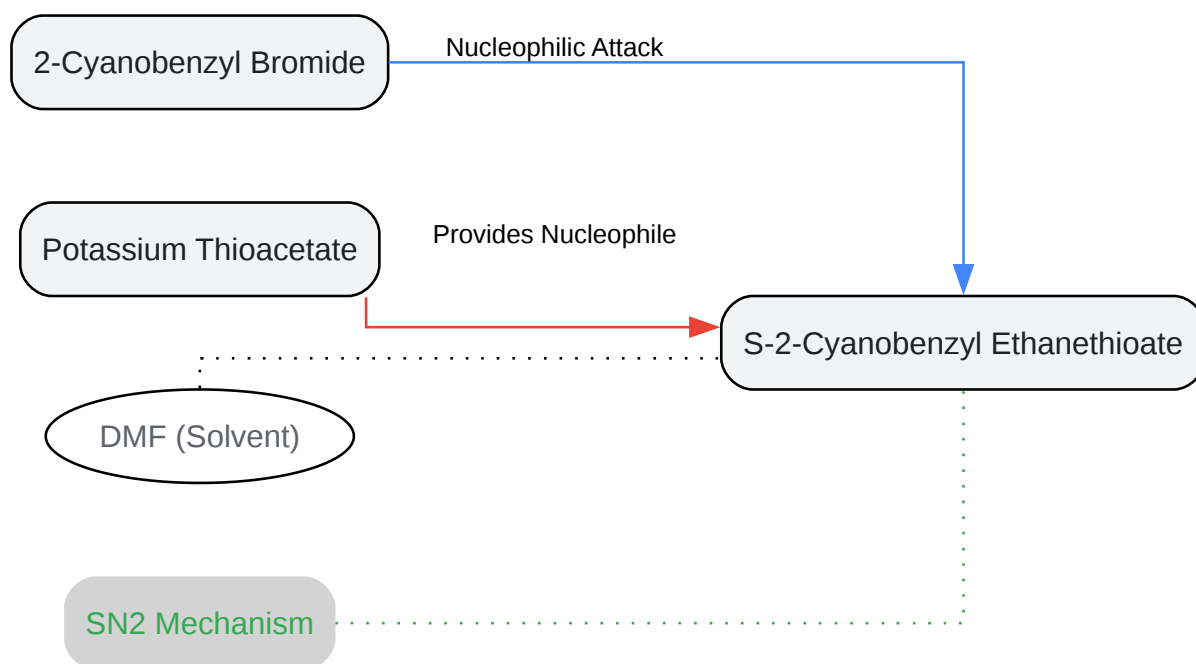 2-Cyanobenzyl Bromide
Nucleophilic Attack
Potassium Thioacetate
Provides Nucleophile
S-2-Cyanobenzyl Ethanethioate
DMF (Solvent)
SN2 Mechanism